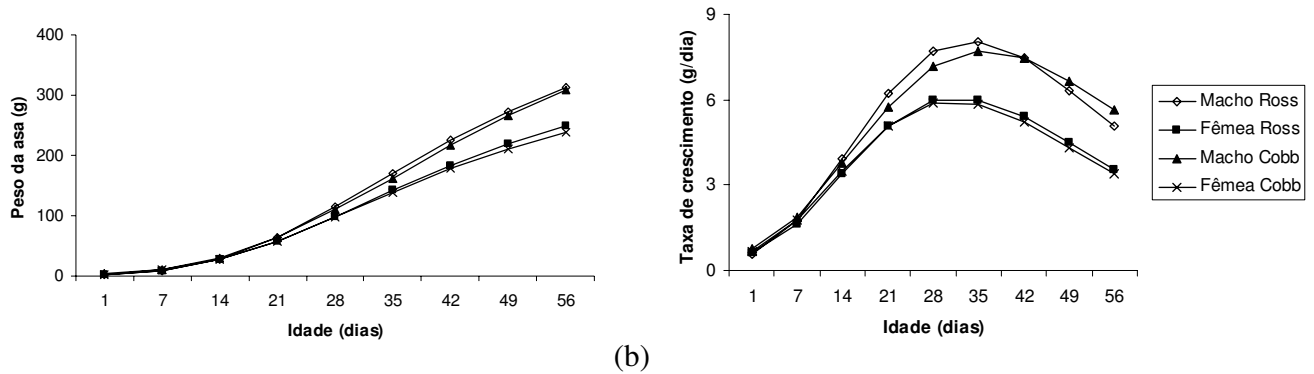 Peso da asa (g)
400
300
200
100
0
1 7 14 21 28 35 42 49 56
Idade (dias)
Taxa de crescimento (g/dia)
9
6
3
0
1 7 14 21 28 35 42 49 56
Idade (dias)
Macho Ross
Fêmea Ross
Macho Cobb
Fêmea Cobb
(b)